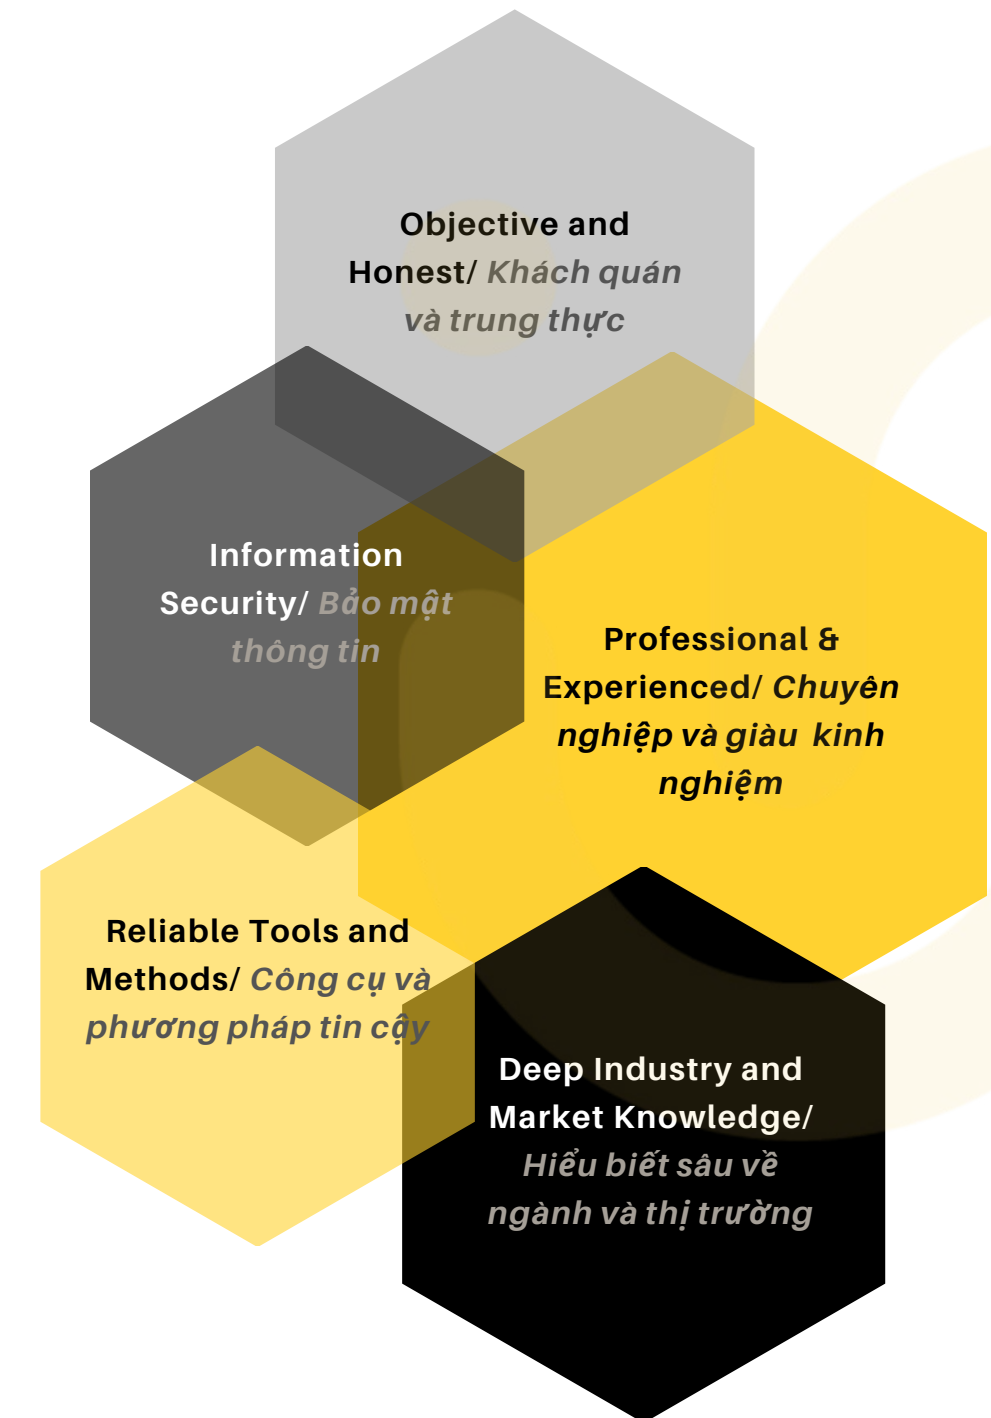 Objective and
Honest/ Khách quán
và trung thực
Information
Security/ Bảo mật
thông tin
Professional &
Experienced/ Chuyên
nghiệp và giàu kinh
nghiệm
Reliable Tools and
Methods/ Công cụ và
phương pháp tin cậy
Deep Industry and
Market Knowledge/
Hiểu biết sâu về
ngành và thị trường